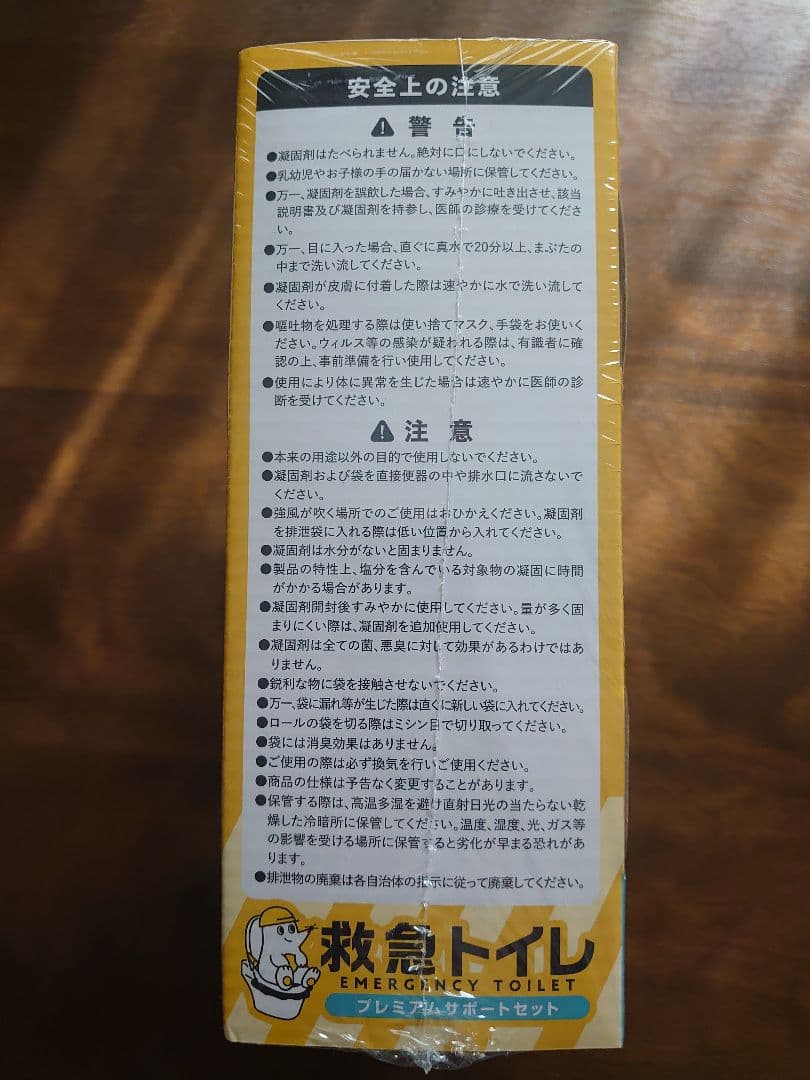 安全上の注意
警告
●凝固剤はたべられません。絶対に口にしないでください。
●乳幼児やお子様の手の届かない場所に保管してください。
●万一、凝固剤を誤飲した場合、すみやかに吐き出させ、該当
説明書及び凝固剤を持参し、医師の診療を受けてくださ
い。
●万一、目に入った場合、直ぐに真水で20分以上、まぶたの
中まで洗い流してください。
●凝固剤が皮膚に付着した際は速やかに水で洗い流して
ください。
●嘔吐物を処理する際は使い捨てマスク、手袋をお使いく
ださい。ウィルス等の感染が疑われる際は、有識者に確
認の上、事前準備を行い使用してください。
●使用により体に異常を生じた場合は速やかに医師の診
断を受けてください。
注意
●本来の用途以外の目的で使用しないでください。
●凝固剤および袋を直接便器の中や排水口に流さないで
ください。
●強風が吹く場所でのご使用はおひかえください。凝固剤
を排泄袋に入れる際は低い位置から入れてください。
●凝固剤は水分がないと固まりません。
●製品の特性上、塩分を含んでいる対象物の凝固に時間
がかかる場合があります。
●凝固剤開封後すみやかに使用してください。量が多く固
まりにくい際は、凝固剤を追加使用してください。
●凝固剤は全ての菌、悪臭に対して効果があるわけではあ
りません。
●鋭利な物に袋を接触させないでください。
●万一、袋に漏れ等が生じた際は直ぐに新しい袋に入れてください。
●ロールの袋を切る際はミシン目で切り取ってください。
●袋には消臭効果はありません。
●ご使用の際は必ず換気を行いご使用ください。
●商品の仕様は予告なく変更することがあります。
●保管する際は、高温多湿を避け直射日光の当たらない乾
燥した冷暗所に保管してください。温度、湿度、光、ガス等
の影響を受ける場所に保管すると劣化が早まる恐れがあ
ります。
●排泄物の廃棄は各自治体の指示に従って廃棄してください。
救急トイレ
EMERGENCY TOILET
プレミアムサポートセット